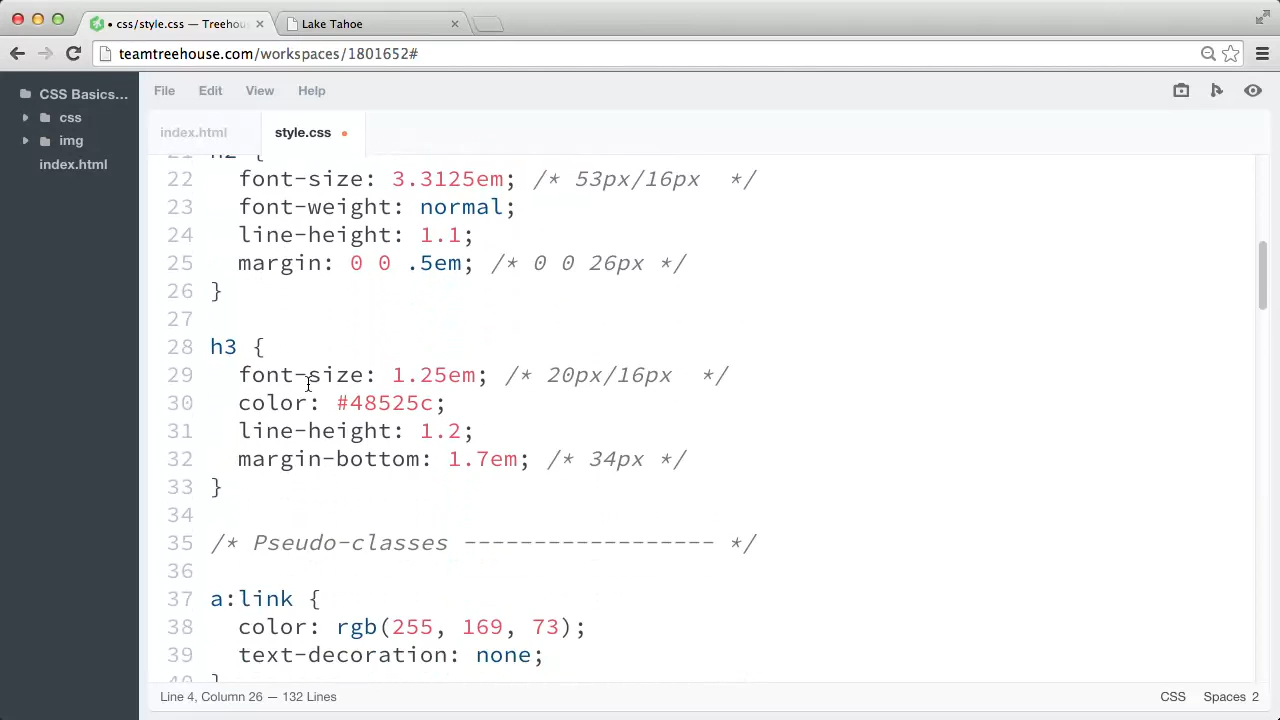 css/style.css — Treehou
Lake Tahoe
teamtreehouse.com/workspaces/1801652#
CSS Basics...
css
img
index.html
File Edit View Help
index.html style.css
21 h2 {
22 font-size: 3.3125em; /* 53px/16px  */
23 font-weight: normal;
24 line-height: 1.1;
25 margin: 0 0 .5em; /* 0 0 26px */
26 }
27
28 h3 {
29 font-size: 1.25em; /* 20px/16px  */
30 color: #48525c;
31 line-height: 1.2;
32 margin-bottom: 1.7em; /* 34px */
33 }
34
35 /* Pseudo-classes ------------------ */
36
37 a:link {
38 color: rgb(255, 169, 73);
39 text-decoration: none;
40 }
Line 4, Column 26 — 132 Lines
CSS Spaces 2